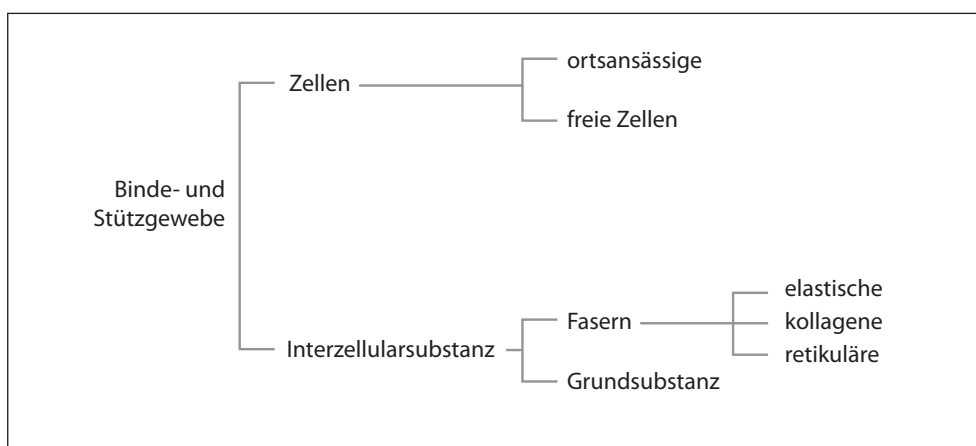 ortsansässige
Zellen
freie Zellen
Binde- und
Stützgewebe
elastische
Fasern
kollagene
Interzellularsubstanz
retikuläre
Grundsubstanz